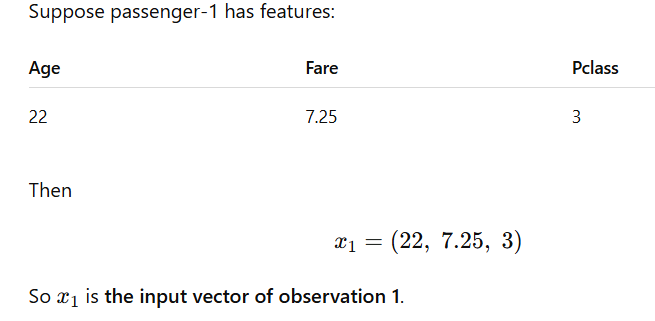 Suppose passenger-1 has features:
Age Fare Pclass
22 7.25 3
Then
x₁ = (22, 7.25, 3)
So x₁ is the input vector of observation 1.